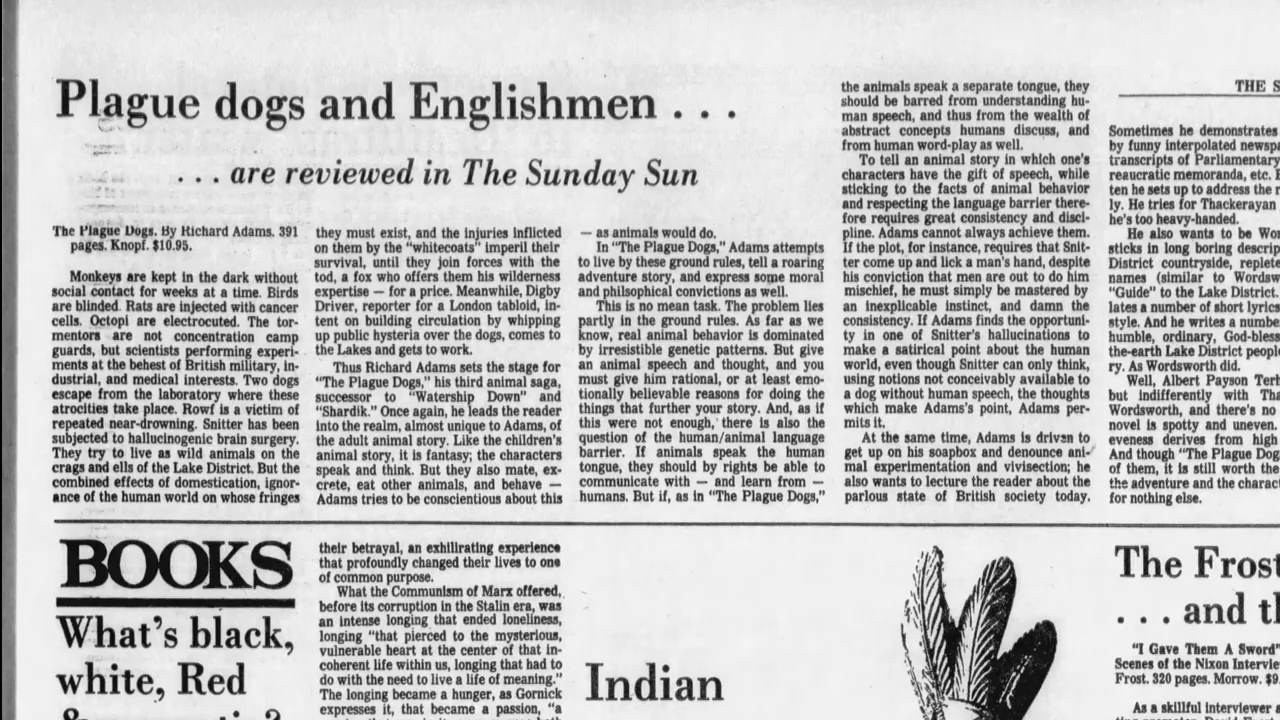 Plague dogs and Englishmen . . .
. . . are reviewed in The Sunday Sun
The Plague Dogs. By Richard Adams. 391
pages. Knopf. $10.95.
Monkeys are kept in the dark without
social contact for weeks at a time. Birds
are blinded. Rats are injected with cancer
cells. Octopi are electrocuted. The tor-
mentors are not concentration camp
guards, but scientists performing experi-
ments at the behest of British military, in-
dustrial, and medical interests. Two dogs
escape from the laboratory where these
atrocities take place. Rowf is a victim of
repeated near-drowning. Snitter has been
subjected to hallucinogenic brain surgery.
They try to live as wild animals on the
crags and ells of the Lake District. But the
combined effects of domestication, ignor-
ance of the human world on whose fringes
they must exist, and the injuries inflicted
on them by the "whitecoats" imperil their
survival, until they join forces with the
tod, a fox who offers them his wilderness
expertise — for a price. Meanwhile, Digby
Driver, reporter for a London tabloid, in-
tent on building circulation by whipping
up public hysteria over the dogs, comes to
the Lakes and gets to work.
Thus Richard Adams sets the stage for
"The Plague Dogs," his third animal saga,
successor to "Watership Down" and
"Shardik." Once again, he leads the reader
into the realm, almost unique to Adams, of
the adult animal story. Like the children's
animal story, it is fantasy; the characters
speak and think. But they also mate, ex-
crete, eat other animals, and behave —
Adams tries to be conscientious about this
— as animals would do.
In "The Plague Dogs," Adams attempts
to live by these ground rules, tell a roaring
adventure story, and express some moral
and philsophical convictions as well.
This is no mean task. The problem lies
partly in the ground rules. As far as we
know, real animal behavior is dominated
by irresistible genetic patterns. But give
an animal speech and thought, and you
must give him rational, or at least emo-
tionally believable reasons for doing the
things that further your story. And, as if
this were not enough, there is also the
question of the human/animal language
barrier. If animals speak the human
tongue, they should by rights be able to
communicate with — and learn from —
humans. But if, as in "The Plague Dogs,"
the animals speak a separate tongue, they
should be barred from understanding hu-
man speech, and thus from the wealth of
abstract concepts humans discuss, and
from human word-play as well.
To tell an animal story in which one's
characters have the gift of speech, while
sticking to the facts of animal behavior
and respecting the language barrier there-
fore requires great consistency and disci-
pline. Adams cannot always achieve them.
If the plot, for instance, requires that Snit-
ter come up and lick a man's hand, despite
his conviction that men are out to do him
mischief, he must simply be mastered by
an inexplicable instinct, and damn the
consistency. If Adams finds the opportuni-
ty in one of Snitter's hallucinations to
make a satirical point about the human
world, even though Snitter can only think,
using notions not conceivably available to
a dog without human speech, the thoughts
which make Adams's point, Adams per-
mits it.
At the same time, Adams is driven to
get up on his soapbox and denounce ani-
mal experimentation and vivisection; he
also wants to lecture the reader about the
parlous state of British society today.
THE S
Sometimes he demonstrates
by funny interpolated newspa
transcripts of Parliamentary
reaucratic memoranda, etc.
ten he sets up to address the r
ly. He tries for Thackerayan
he's too heavy-handed.
He also wants to be Wor
sticks in long boring descrip
District countryside, replete
names (similar to Wordsw
"Guide" to the Lake District.
lates a number of short lyrics
style. And he writes a numbe
humble, ordinary, God-bless
the-earth Lake District people
ry. As Wordsworth did.
Well, Albert Payson Terh
but indifferently with Tha
Wordsworth, and there's no
novel is spotty and uneven.
eveness derives from high
And though "The Plague Dog
of them, it is still worth the
the adventure and the charact
for nothing else.
BOOKS
What's black,
white, Red
their betrayal, an exhilirating experience
that profoundly changed their lives to one
of common purpose.
What the Communism of Marx offered,
before its corruption in the Stalin era, was
an intense longing that ended loneliness,
longing "that pierced to the mysterious,
vulnerable heart at the center of that in-
coherent life within us, longing that had to
do with the need to live a life of meaning."
The longing became a hunger, as Gornick
expresses it, that became a passion, "a
Indian
The Frost
. . . and th
"I Gave Them A Sword"
Scenes of the Nixon Intervie
Frost. 320 pages. Morrow. $9.
As a skillful interviewer a